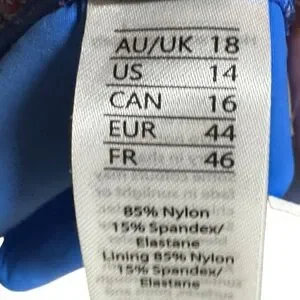 AU/UK 18
US 14
CAN 16
EUR 44
FR 46
85% Nylon
15% Spandex/
Elastane
Lining 85% Nylon
15% Spandex/
Elastane